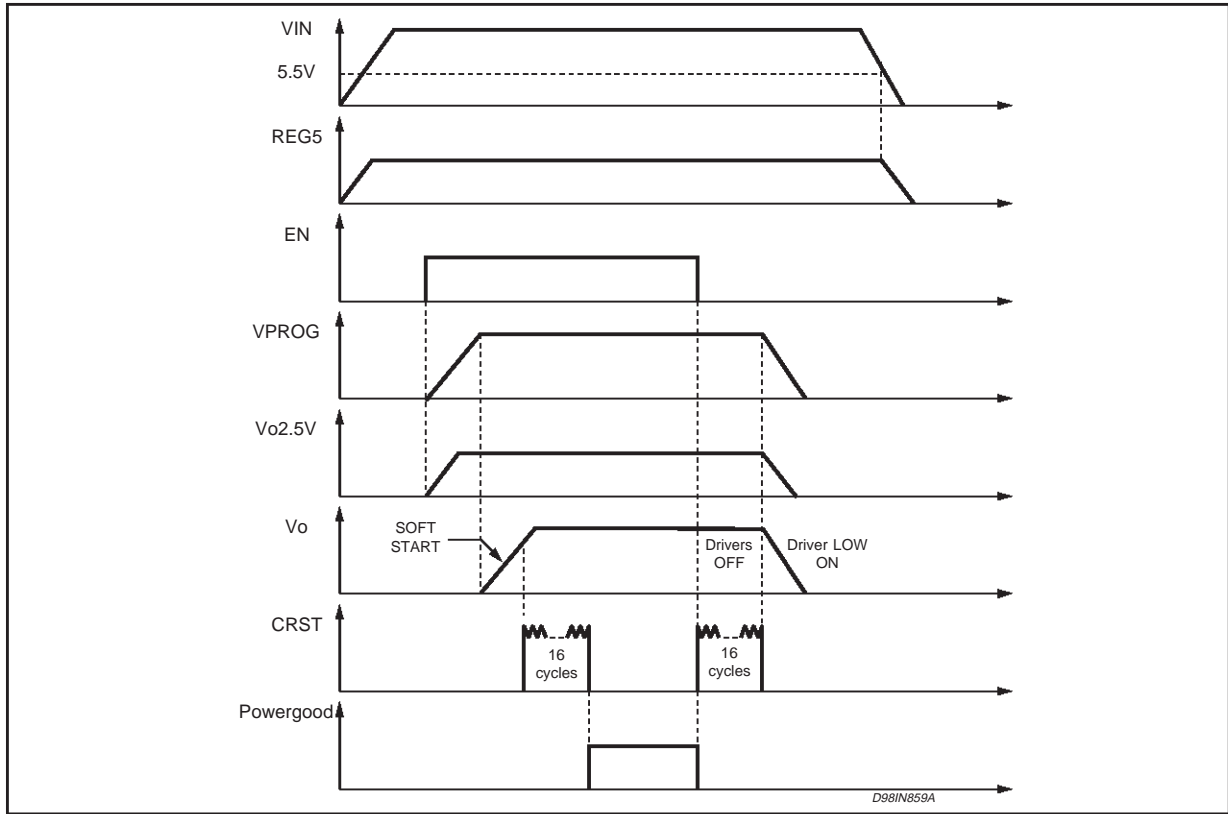 VIN
5.5V
REG5
EN
VPROG
Vo2.5V
Vo
SOFT
START
Drivers
OFF
Driver LOW
ON
CRST
16
cycles
16
cycles
Powergood
D98IN859A